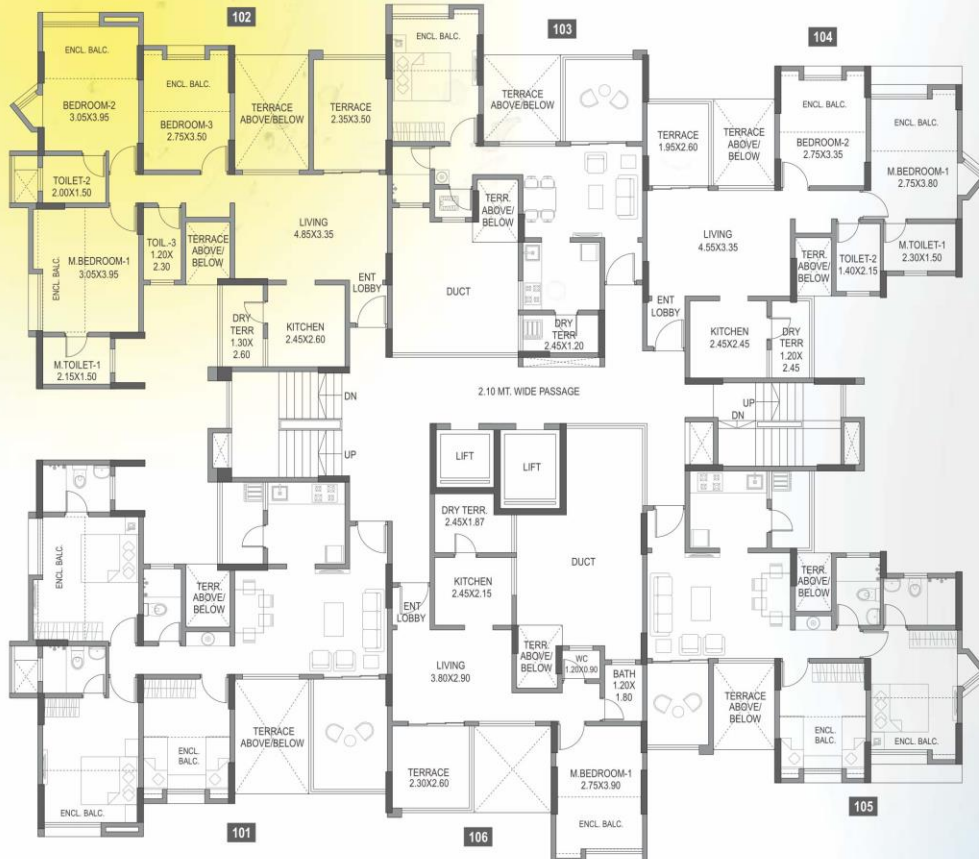 102
ENCL. BALC.
BEDROOM-2
3.05X3.95
ENCL. BALC.
BEDROOM-3
2.75X3.50
TERRACE
ABOVE/BELOW
TERRACE
2.35X3.50
TOILET-2
2.00X1.50
M.BEDROOM-1
3.05X3.95
ENCL. BALC.
TOIL.-3
1.20X
2.30
TERRACE
ABOVE/
BELOW
LIVING
4.85X3.35
ENT
LOBBY
DRY
TERR
1.30X
2.60
KITCHEN
2.45X2.60
M.TOILET-1
2.15X1.50
103
ENCL. BALC.
TERRACE
ABOVE/BELOW
TERR.
ABOVE/
BELOW
DUCT
DRY
TERR
2.45X1.20
104
TERRACE
1.95X2.60
TERRACE
ABOVE/
BELOW
ENCL. BALC.
BEDROOM-2
2.75X3.35
ENCL. BALC.
M.BEDROOM-1
2.75X3.80
LIVING
4.55X3.35
TERR.
ABOVE/
BELOW
TOILET-2
1.40X2.15
M.TOILET-1
2.30X1.50
ENT
LOBBY
KITCHEN
2.45X2.45
DRY
TERR
1.20X
2.45
2.10 MT. WIDE PASSAGE
DN
UP
UP
DN
LIFT
LIFT
ENCL. BALC.
TERR.
ABOVE/
BELOW
ENCL.
BALC.
TERRACE
ABOVE/BELOW
ENCL. BALC.
101
DRY TERR.
2.45X1.87
KITCHEN
2.45X2.15
ENT
LOBBY
DUCT
LIVING
3.80X2.90
TERR.
ABOVE/
BELOW
WC
1.20X0.90
BATH
1.20X
1.80
TERRACE
2.30X2.60
M.BEDROOM-1
2.75X3.90
ENCL. BALC.
106
TERR.
ABOVE/
BELOW
TERRACE
ABOVE/
BELOW
ENCL.
BALC.
ENCL. BALC.
105